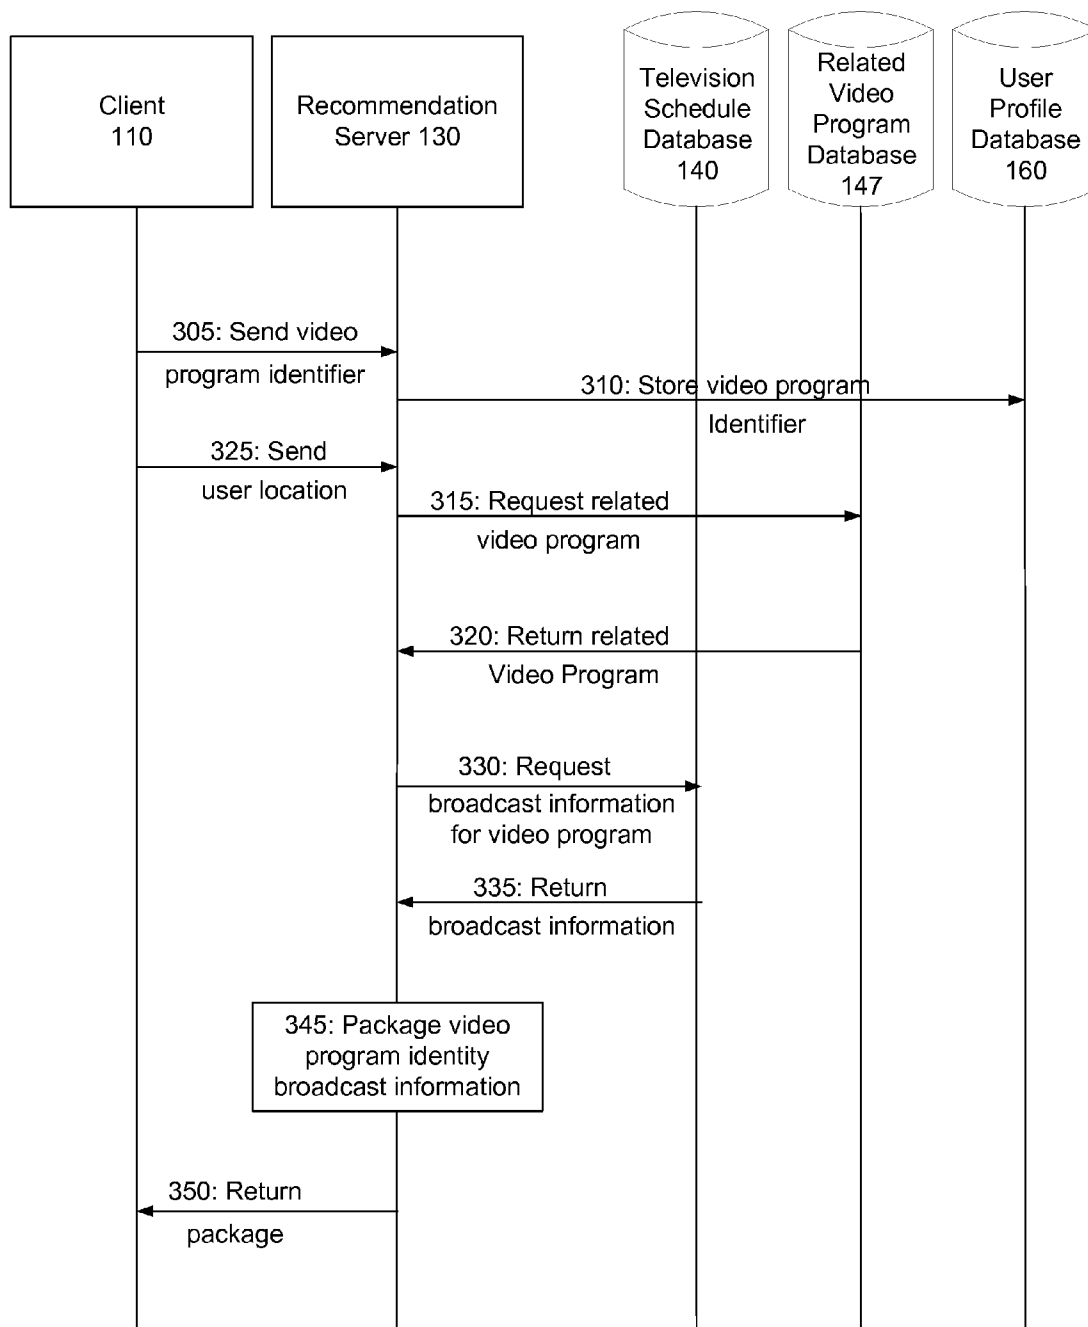 Client
110
Recommendation
Server 130
Television
Schedule
Database
140
Related
Video
Program
Database
147
User
Profile
Database
160
305: Send video
program identifier
310: Store video program
Identifier
325: Send
user location
315: Request related
video program
320: Return related
Video Program
330: Request
broadcast information
for video program
335: Return
broadcast information
345: Package video
program identity
broadcast information
350: Return
package